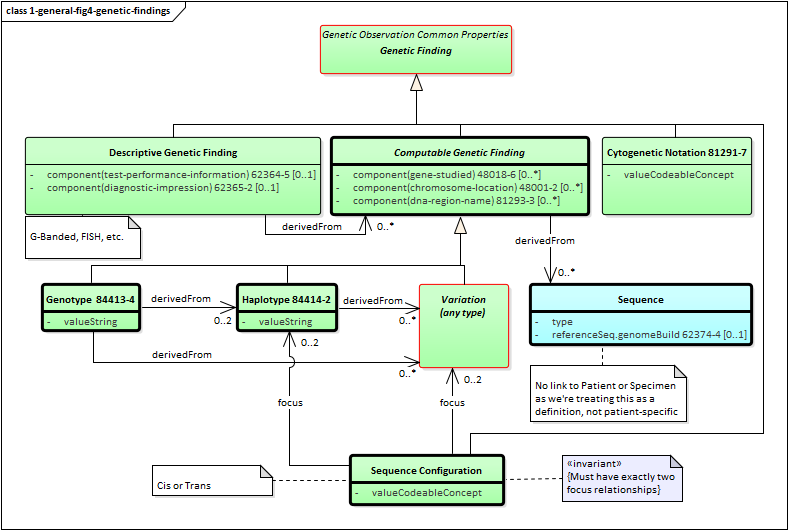 class 1-general-fig4-genetic-findings
Genetic Observation Common Properties
Genetic Finding
Descriptive Genetic Finding
- component(test-performance-information) 62364-5 [0..1]
- component(diagnostic-impression) 62365-2 [0..1]
Computable Genetic Finding
- component(gene-studied) 48018-6 [0..*]
- component(chromosome-location) 48001-2 [0..*]
- component(dna-region-name) 81293-3 [0..*]
Cytogenetic Notation 81291-7
- valueCodeableConcept
G-Banded, FISH, etc.
derivedFrom
0..*
derivedFrom
0..*
Genotype 84413-4
- valueString
derivedFrom
0..2
Haplotype 84414-2
- valueString
derivedFrom
0..*
Variation
(any type)
Sequence
- type
- referenceSeq.genomeBuild 62374-4 [0..1]
derivedFrom
0..*
0..2
0..2
focus
focus
No link to Patient or Specimen
as we're treating this as a
definition, not patient-specific
Sequence Configuration
- valueCodeableConcept
Cis or Trans
«invariant»
{Must have exactly two
focus relationships}